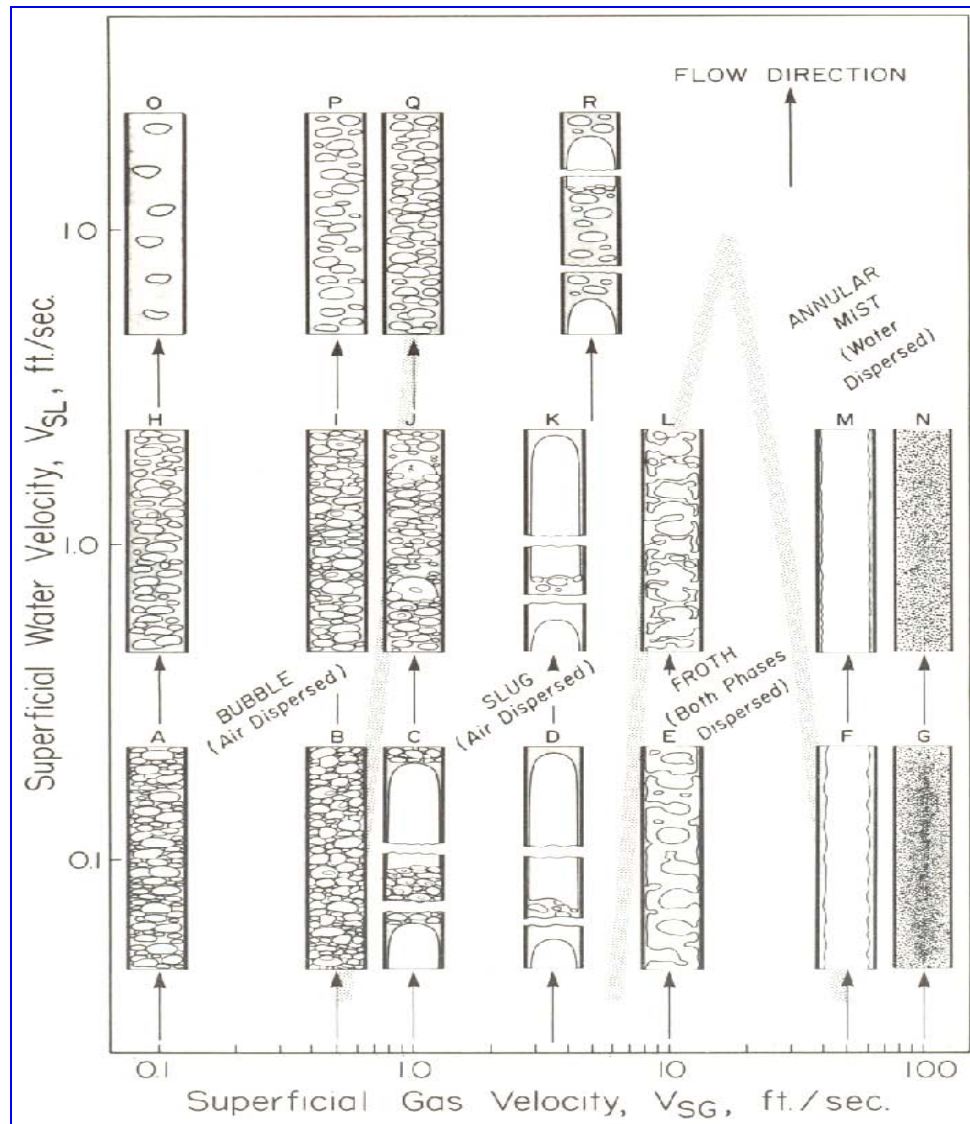 FLOW DIRECTION
O P Q R
10
ANNULAR
MIST
(Water
Dispersed)
H I J K L M N
1.0
BUBBLE
(Air Dispersed)
SLUG
(Air Dispersed)
FROTH
(Both Phases
Dispersed)
A B C D E F G
0.1
Superficial Water Velocity, VSL, ft./sec.
0.1 1.0 10 100
Superficial Gas Velocity, VSG, ft./sec.